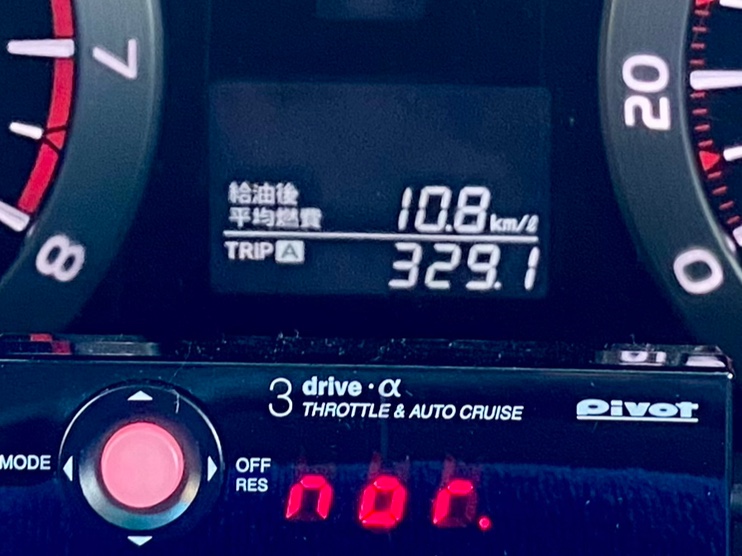 7
8
20
0
給油後
平均燃費 10.8 km/ℓ
TRIP A 329.1
3 drive・α
THROTTLE & AUTO CRUISE
Pivot
MODE
OFF
RES
nor.